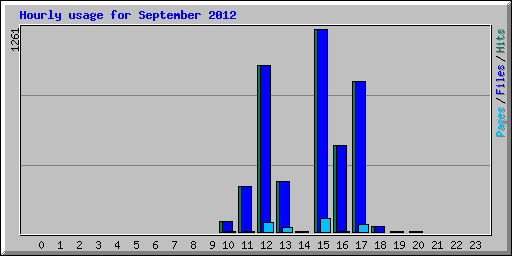 Hourly usage for September 2012
1261
Pages/Files/Hits
0 1 2 3 4 5 6 7 8 9 10 11 12 13 14 15 16 17 18 19 20 21 22 23